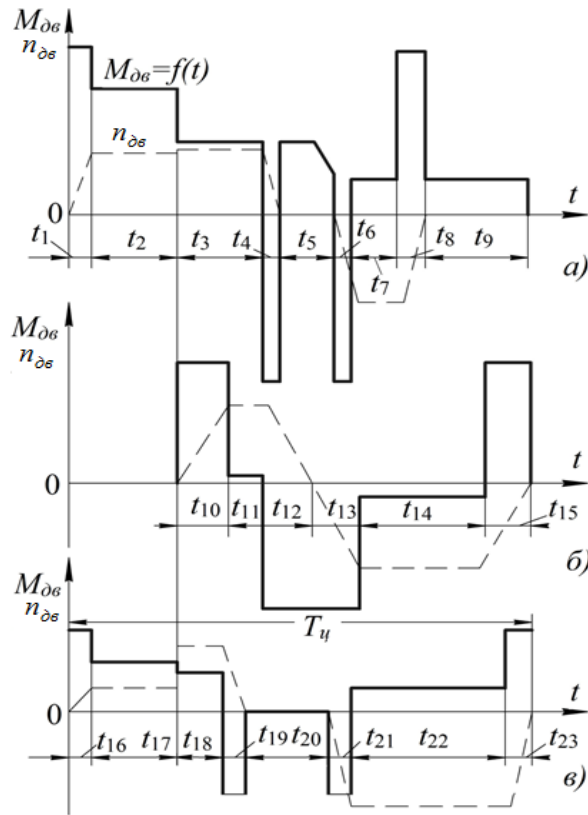 Mдв
nдв
Mдв=f(t)
nдв
0
t
t1 t2 t3 t4 t5 t6 t7 t8 t9
а)
Mдв
nдв
0
t
t10 t11 t12 t13 t14 t15
б)
Mдв
nдв
Tц
0
t
t16 t17 t18 t19 t20 t21 t22 t23
в)